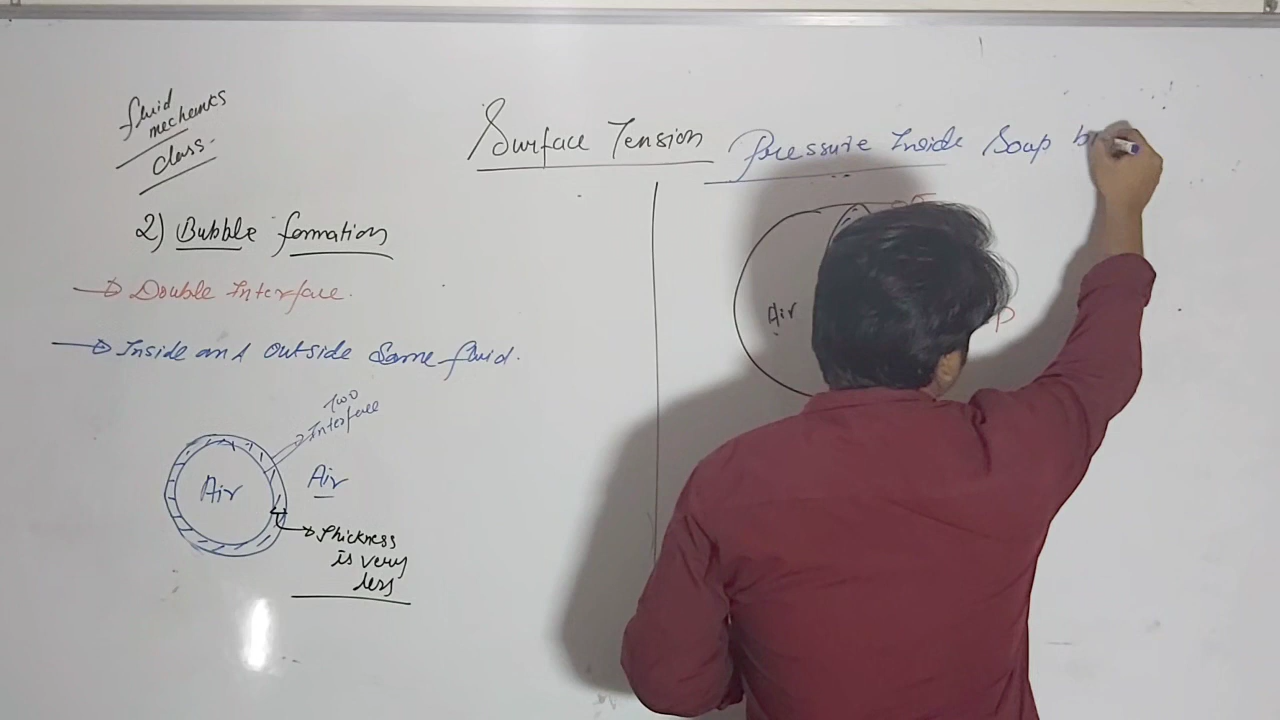 fluid
mechanics
class.
Surface Tension
Pressure Inside Soup
2) Bubble formation
Double Interface.
Inside and outside Same fluid.
Two
Interface
Air
Air
Thickness
is very
less
Air
P